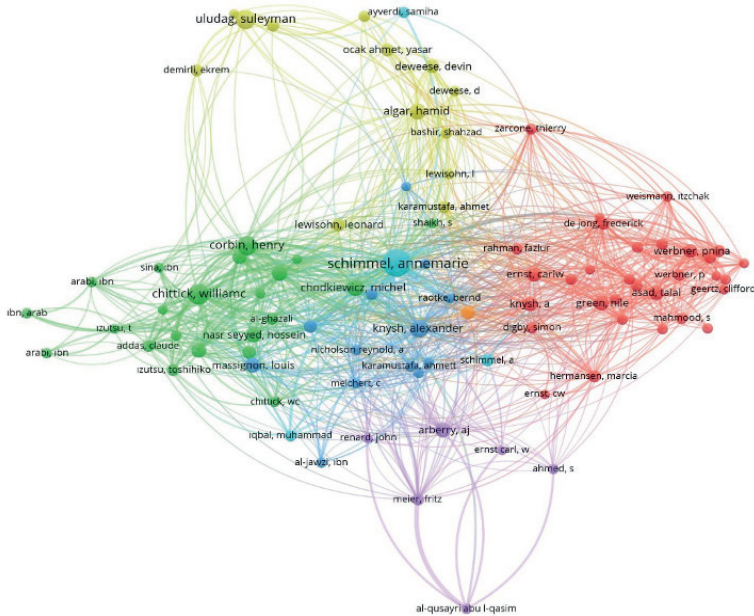 ayverdi, samiha
uludag, suleyman
ocak ahmet, yasar
demirli, ekrem
deweese, devin
deweese, d
algar, hamid
bashir, shahzad
zarcone, thierry
lewisohn, l
weismann, itzchak
karamustafa, ahmet
lewisohn, leonard
shaikh, s
de jong, frederick
corbin, henry
rahman, fazlur
werbner, pnina
schimmel, annemarie
sina, ibn
arabi, ibn
ernst, carlw
werbner, p
chittick, williamc
chodkiewicz, michel
raotke, bernd
asad, talal
geertz, clifford
knysh, a
green, nile
ibn, arab
al-ghazali
mahmood, s
izutsu, t
knysh, alexander
digby, simon
nasr seyyed, hossein
addas, claude
arabi, ibn
nicholson reynold, a
schimmel, a
massignon, louis
karamustafa, ahmett
izutsu, toshihiko
hermansen, marcia
melchert, c
chittick, wc
ernst, cw
arberry, aj
iqbal, muhammad
renard, john
ernst carl, w
al-jawzi, ibn
ahmed, s
meier, fritz
al-qusayri abu l-qasim